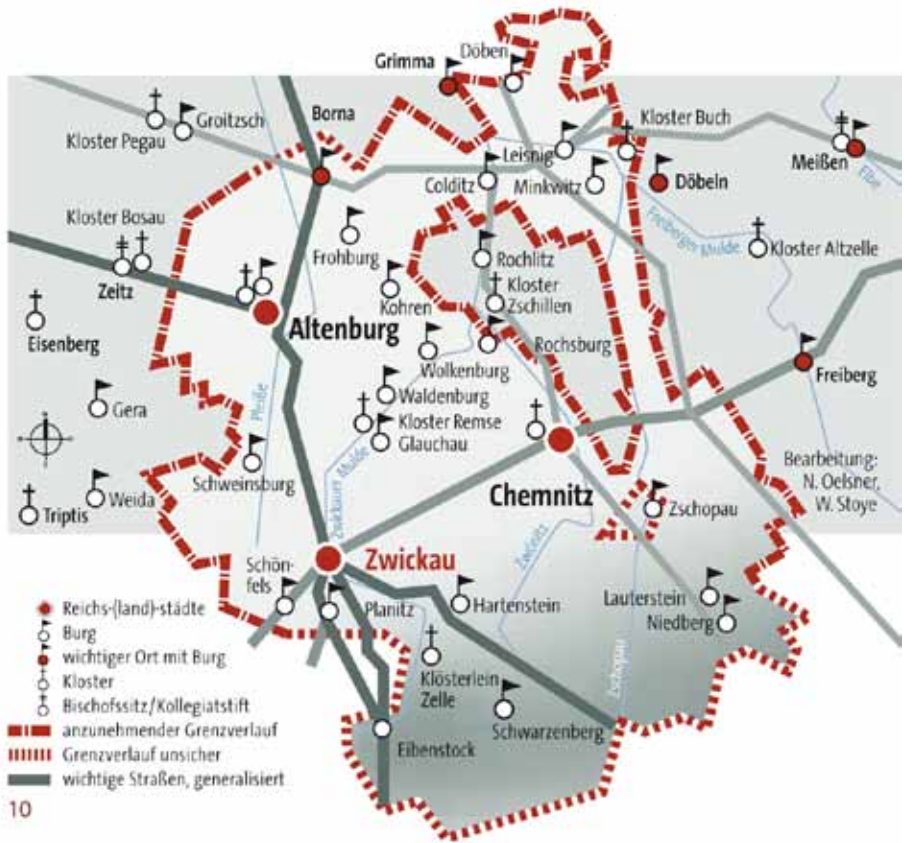 Döben
Grimma
Borna
Kloster Buch
Groitzsch
Kloster Pegau
Leisnig
Meißen
Elbe
Colditz
Minkwitz
Döbeln
Freiberger Mulde
Kloster Bosau
Frohburg
Rochlitz
Kloster Altzelle
Zeitz
Kohren
Kloster
Zschillen
Altenburg
Eisenberg
Rochsburg
Wolkenburg
Freiberg
Pleiße
Waldenburg
Gera
Kloster Remse
Glauchau
Bearbeitung:
N. Oelsner,
W. Stoye
Schweinsburg
Zwickauer Mulde
Chemnitz
Weida
Zschopau
Triptis
Zwönitz
Zwickau
Schön-
fels
Planitz
Hartenstein
Lauterstein
Niedberg
Zschopau
Klösterlein
Zelle
Schwarzenberg
Eibenstock
Reichs-(land)-städte
Burg
wichtiger Ort mit Burg
Kloster
Bischofssitz/Kollegiatstift
anzunehmender Grenzverlauf
Grenzverlauf unsicher
wichtige Straßen, generalisiert
10